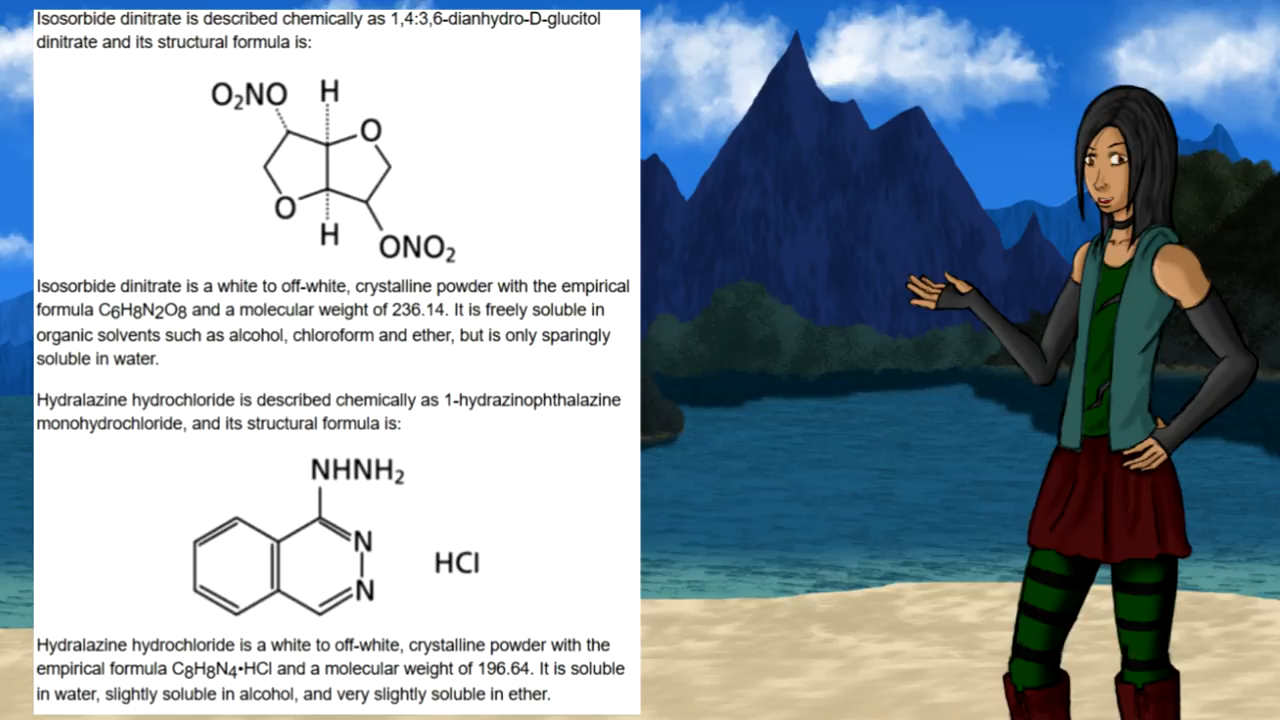 Isosorbide dinitrate is described chemically as 1,4:3,6-dianhydro-D-glucitol
dinitrate and its structural formula is:
O₂NO H
O
O
H
ONO₂
Isosorbide dinitrate is a white to off-white, crystalline powder with the empirical
formula C6H8N2O8 and a molecular weight of 236.14. It is freely soluble in
organic solvents such as alcohol, chloroform and ether, but is only sparingly
soluble in water.
Hydralazine hydrochloride is described chemically as 1-hydrazinophthalazine
monohydrochloride, and its structural formula is:
NHNH₂
N
HCl
N
Hydralazine hydrochloride is a white to off-white, crystalline powder with the
empirical formula C8H8N4•HCl and a molecular weight of 196.64. It is soluble
in water, slightly soluble in alcohol, and very slightly soluble in ether.